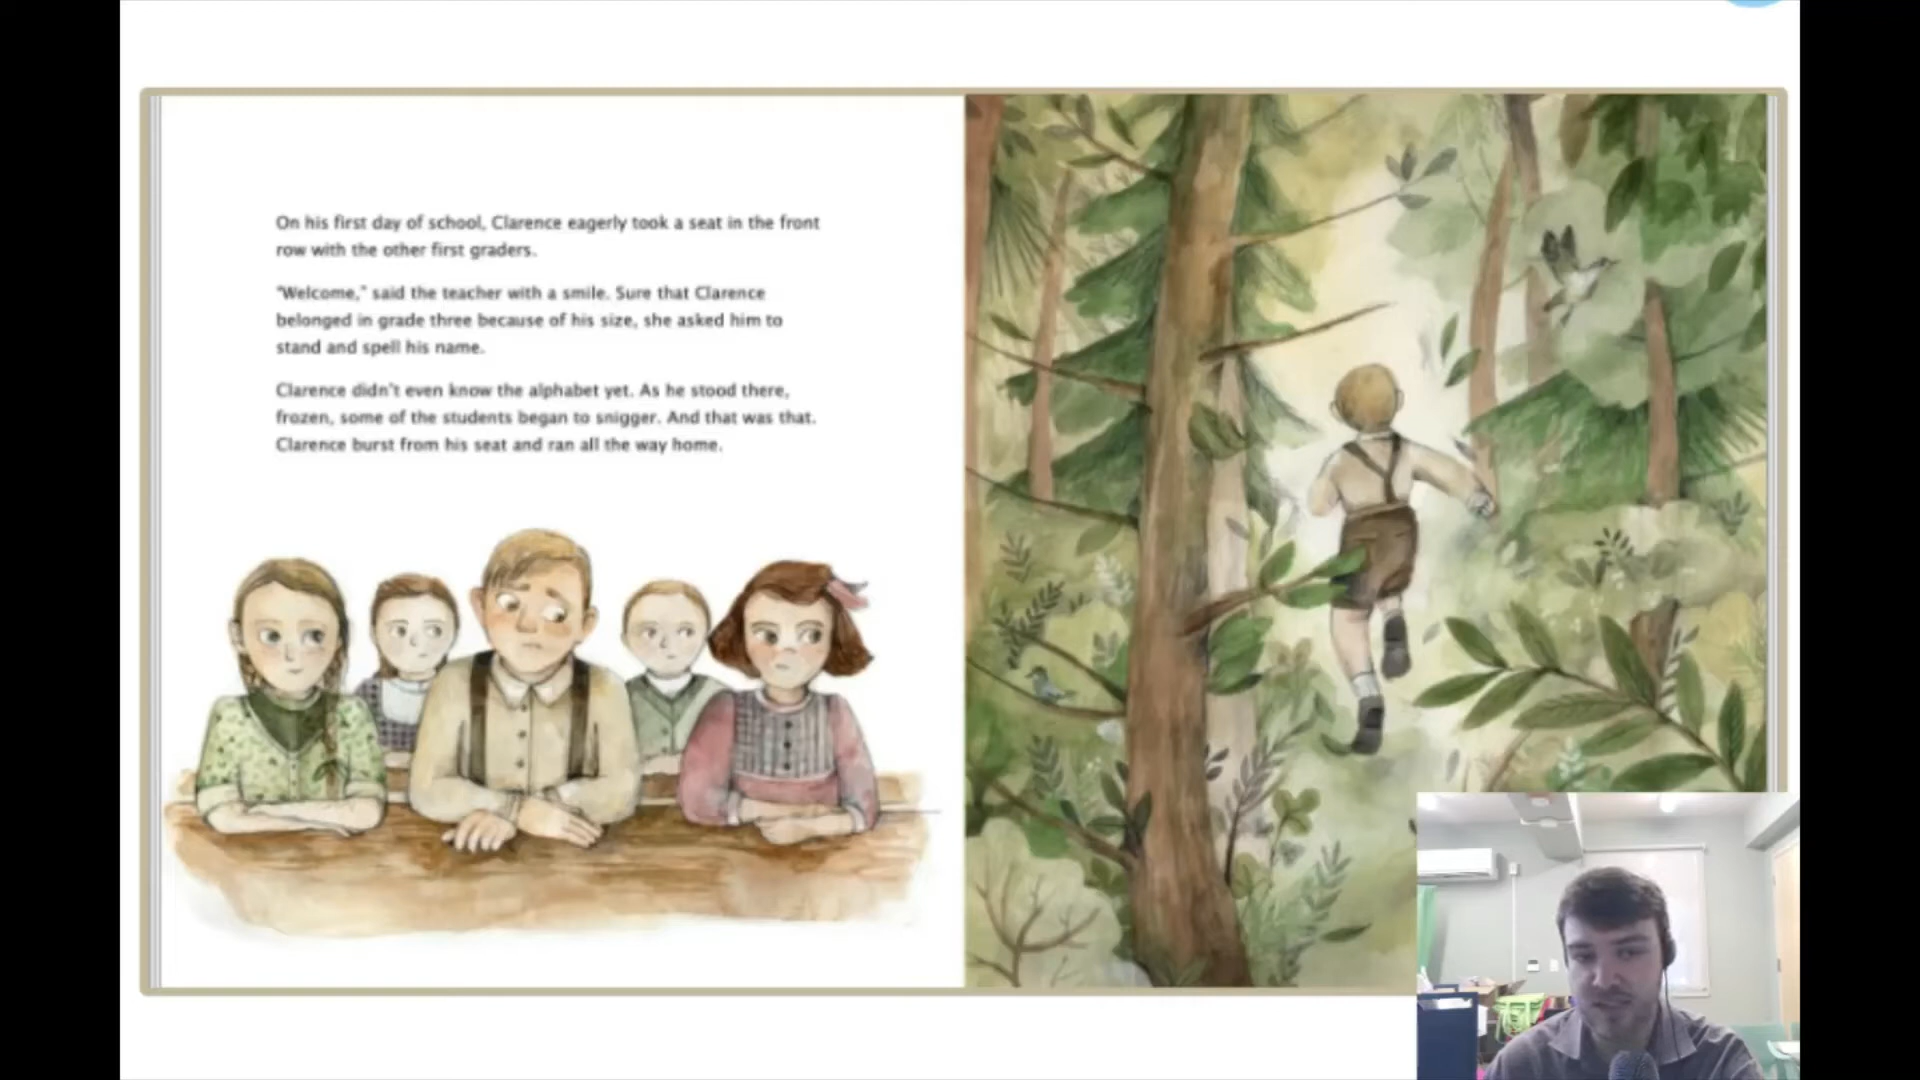 On his first day of school, Clarence eagerly took a seat in the front
row with the other first graders.
"Welcome," said the teacher with a smile. Sure that Clarence
belonged in grade three because of his size, she asked him to
stand and spell his name.
Clarence didn't even know the alphabet yet. As he stood there,
frozen, some of the students began to snigger. And that was that.
Clarence burst from his seat and ran all the way home.